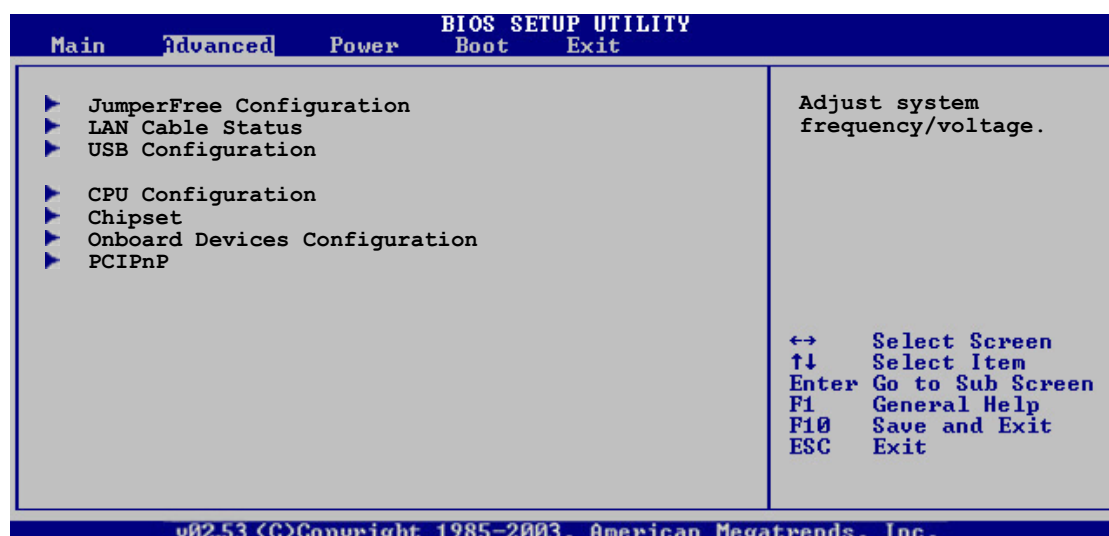 BIOS SETUP UTILITY
Main Advanced Power Boot Exit
JumperFree Configuration
LAN Cable Status
USB Configuration
CPU Configuration
Chipset
Onboard Devices Configuration
PCIPnP
Adjust system
frequency/voltage.
←→ Select Screen
↑↓ Select Item
Enter Go to Sub Screen
F1 General Help
F10 Save and Exit
ESC Exit
v02.53 (C)Copyright 1985-2003, American Megatrends, Inc.